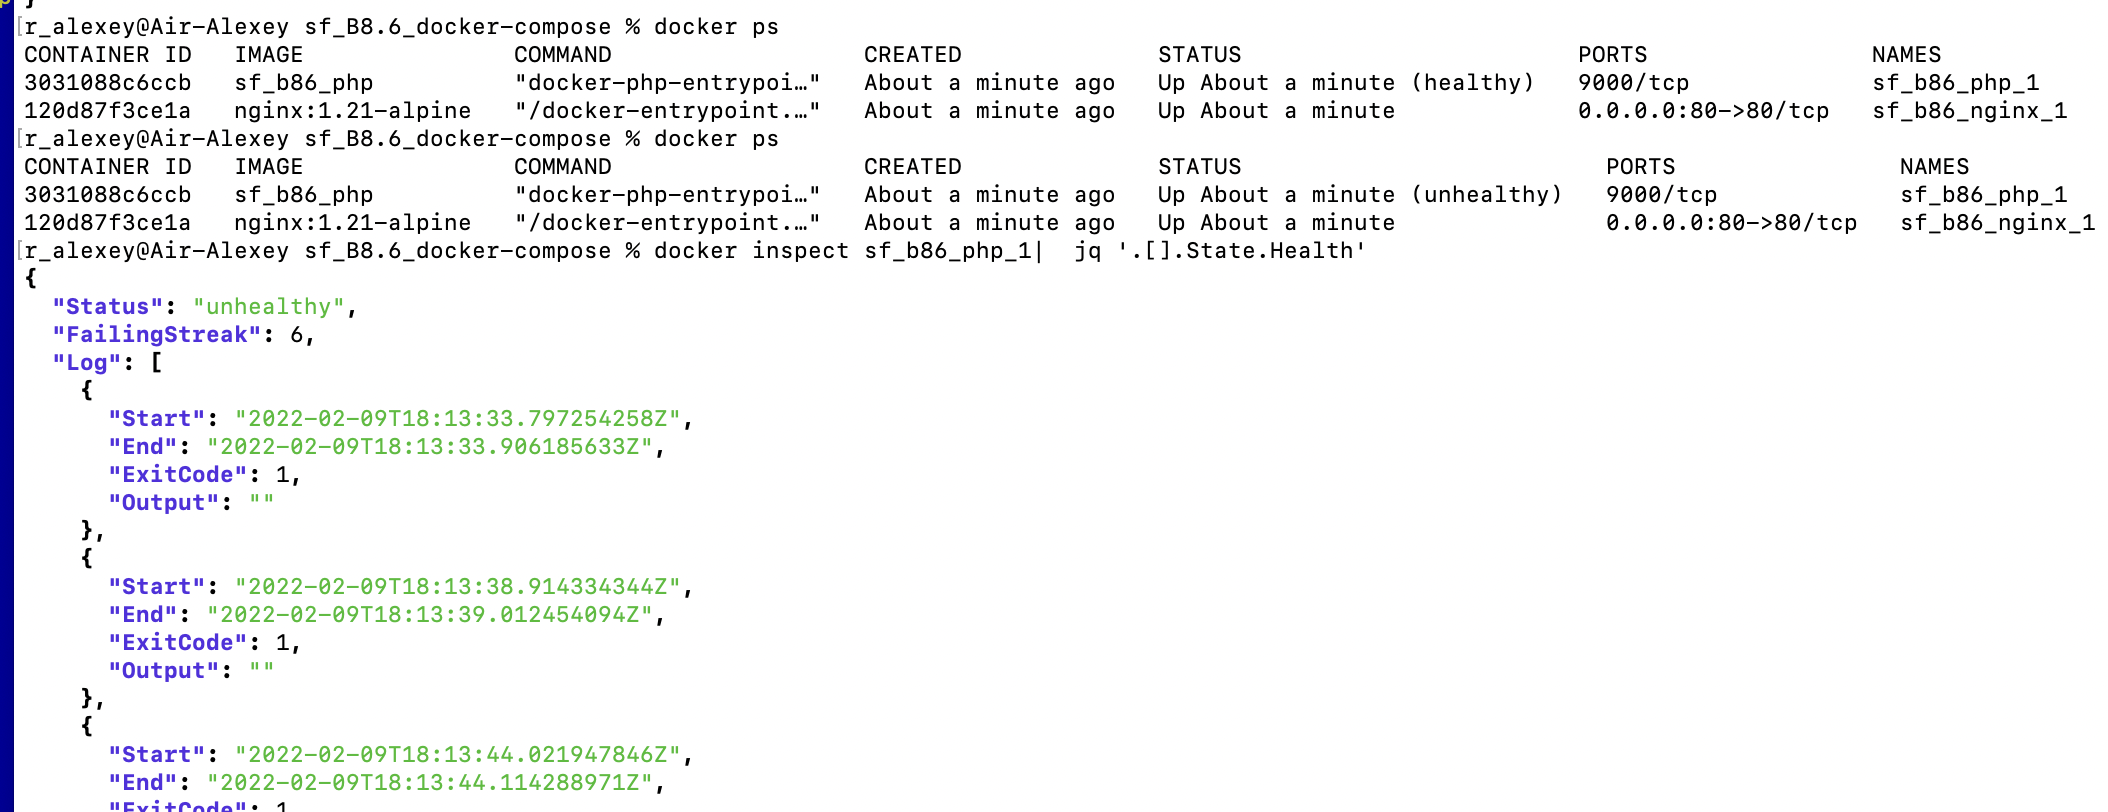 }
[r_alexey@Air-Alexey sf_B8.6_docker-compose % docker ps
CONTAINER ID   IMAGE               COMMAND                  CREATED              STATUS                        PORTS                NAMES
3031088c6ccb   sf_b86_php          "docker-php-entrypoi…"   About a minute ago   Up About a minute (healthy)   9000/tcp             sf_b86_php_1
120d87f3ce1a   nginx:1.21-alpine   "/docker-entrypoint.…"   About a minute ago   Up About a minute             0.0.0.0:80->80/tcp   sf_b86_nginx_1
[r_alexey@Air-Alexey sf_B8.6_docker-compose % docker ps
CONTAINER ID   IMAGE               COMMAND                  CREATED              STATUS                          PORTS                NAMES
3031088c6ccb   sf_b86_php          "docker-php-entrypoi…"   About a minute ago   Up About a minute (unhealthy)   9000/tcp             sf_b86_php_1
120d87f3ce1a   nginx:1.21-alpine   "/docker-entrypoint.…"   About a minute ago   Up About a minute               0.0.0.0:80->80/tcp   sf_b86_nginx_1
[r_alexey@Air-Alexey sf_B8.6_docker-compose % docker inspect sf_b86_php_1|  jq '.[].State.Health'
{
  "Status": "unhealthy",
  "FailingStreak": 6,
  "Log": [
    {
      "Start": "2022-02-09T18:13:33.797254258Z",
      "End": "2022-02-09T18:13:33.906185633Z",
      "ExitCode": 1,
      "Output": ""
    },
    {
      "Start": "2022-02-09T18:13:38.914334344Z",
      "End": "2022-02-09T18:13:39.012454094Z",
      "ExitCode": 1,
      "Output": ""
    },
    {
      "Start": "2022-02-09T18:13:44.021947846Z",
      "End": "2022-02-09T18:13:44.114288971Z",
      "ExitCode": 1